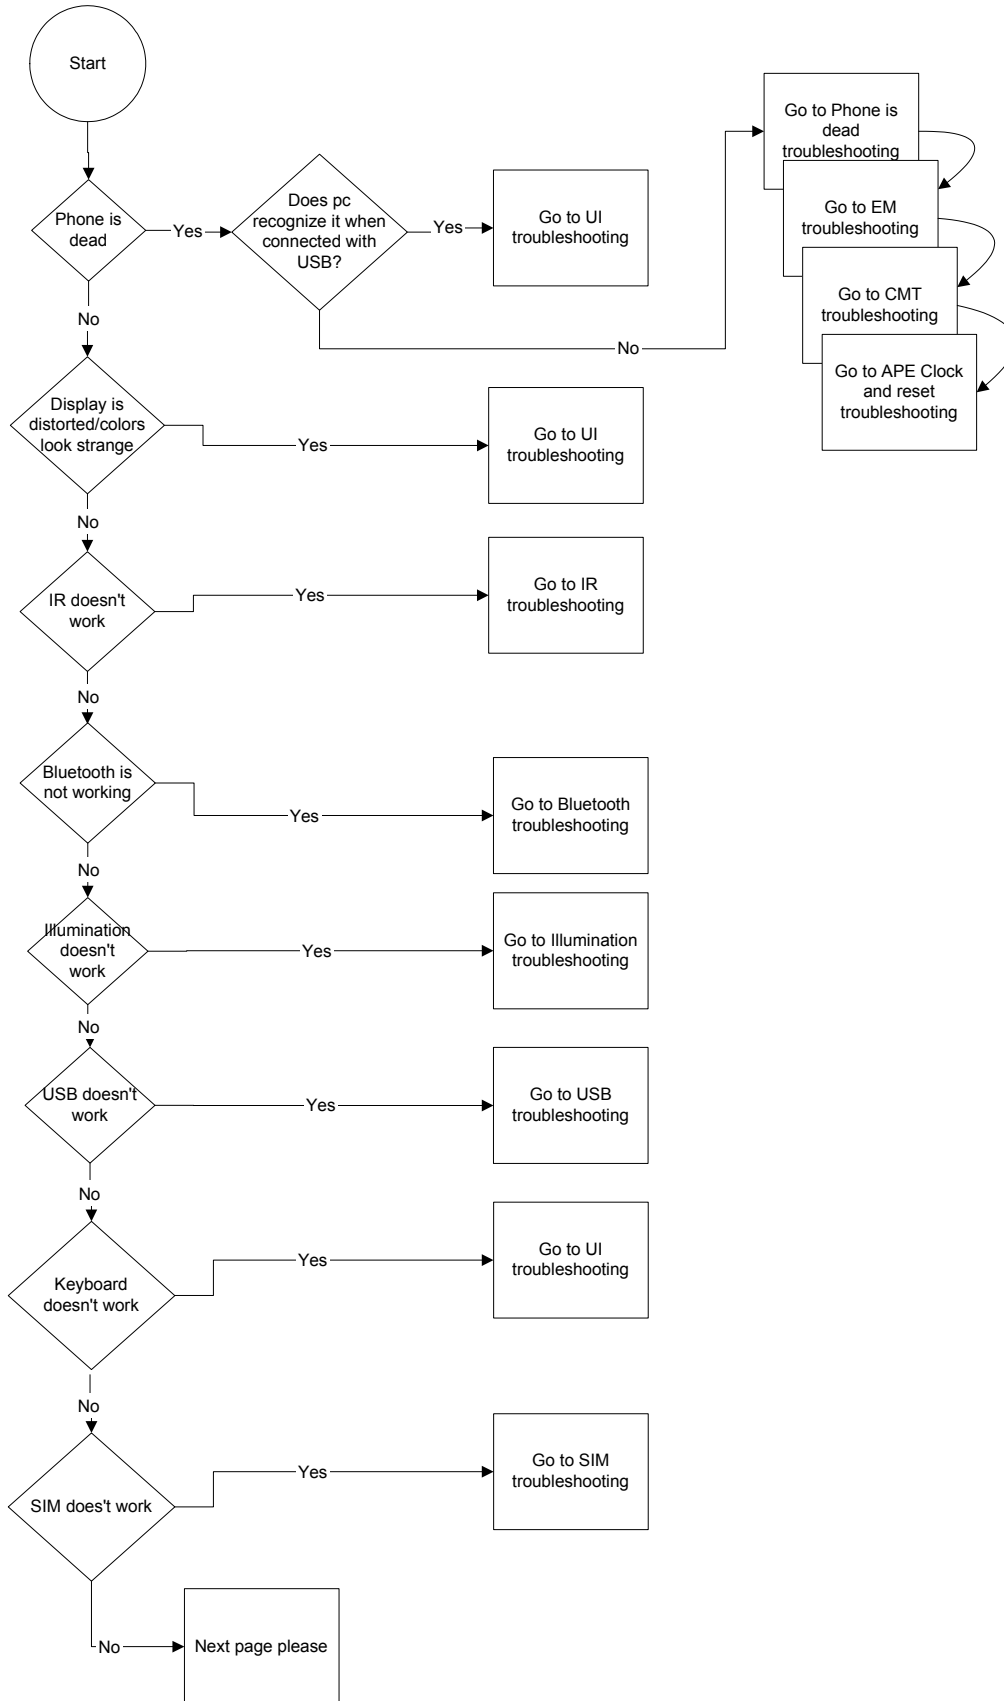 Start
Phone is
dead
Yes
Does pc
recognize it when
connected with
USB?
Yes
Go to UI
troubleshooting
No
Go to Phone is
dead
troubleshooting
Go to EM
troubleshooting
Go to CMT
troubleshooting
Go to APE Clock
and reset
troubleshooting
No
Display is
distorted/colors
look strange
Yes
Go to UI
troubleshooting
No
IR doesn't
work
Yes
Go to IR
troubleshooting
No
Bluetooth is
not working
Yes
Go to Bluetooth
troubleshooting
No
Illumination
doesn't
work
Yes
Go to Illumination
troubleshooting
No
USB doesn't
work
Yes
Go to USB
troubleshooting
No
Keyboard
doesn't work
Yes
Go to UI
troubleshooting
No
SIM does't work
Yes
Go to SIM
troubleshooting
No
Next page please